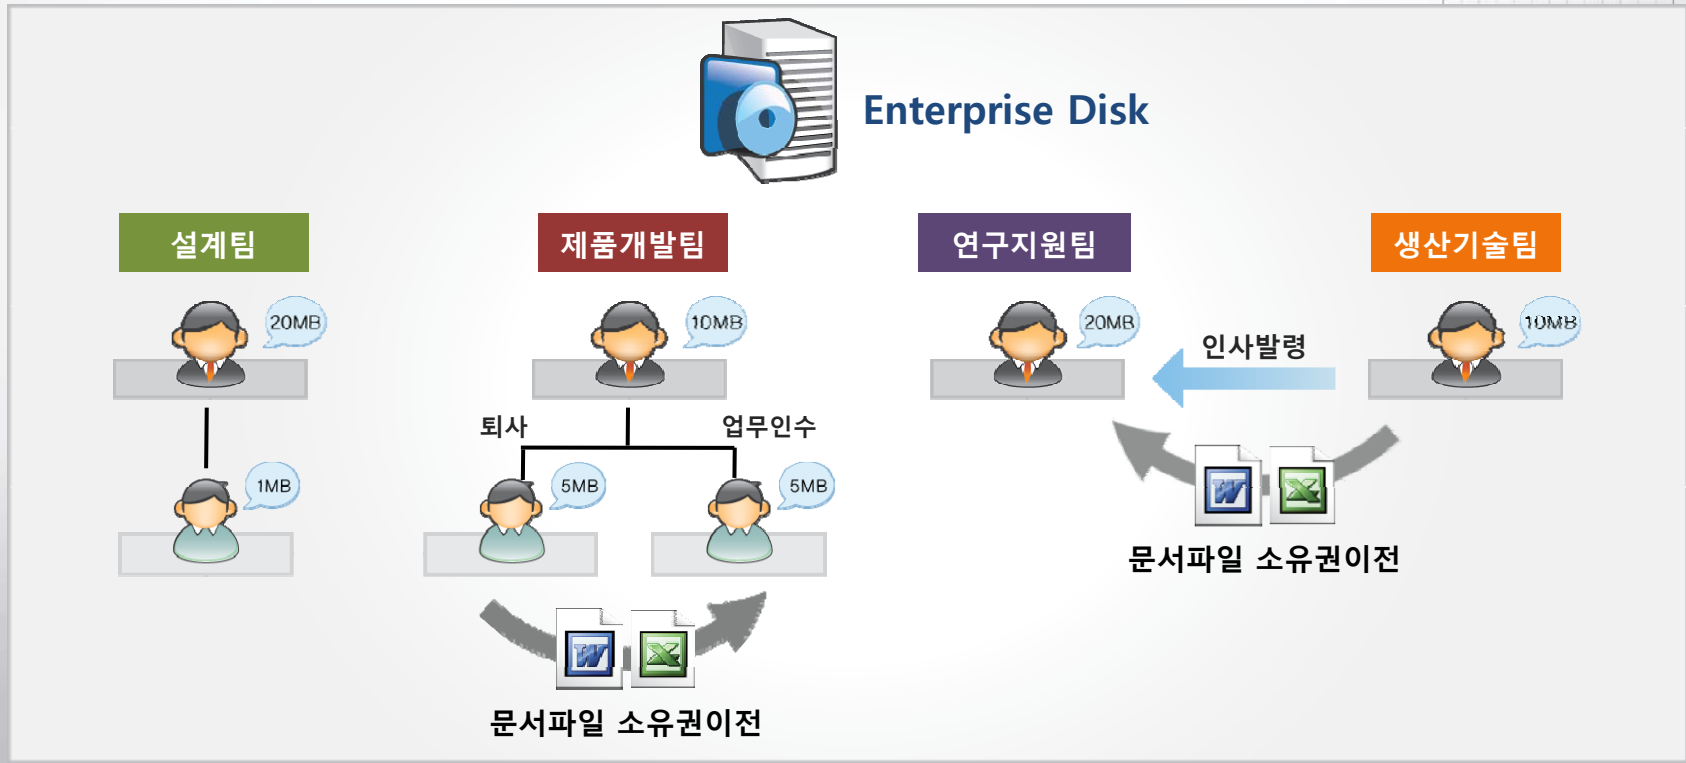 Enterprise Disk
설계팀
제품개발팀
연구지원팀
생산기술팀
20MB
10MB
20MB
10MB
인사발령
퇴사
업무인수
1MB
5MB
5MB
문서파일 소유권이전
문서파일 소유권이전